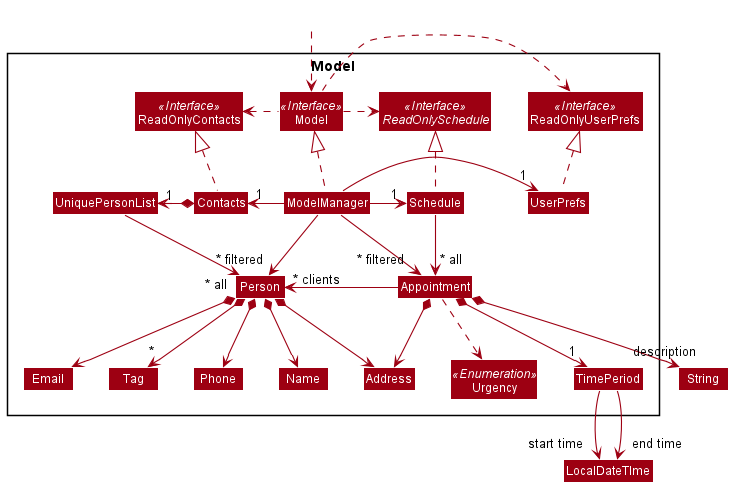 Model
«Interface»
ReadOnlyContacts
«Interface»
Model
«Interface»
ReadOnlySchedule
«Interface»
ReadOnlyUserPrefs
UniquePersonList
1
Contacts
1
ModelManager
1
Schedule
1
UserPrefs
* filtered
* filtered
* all
* all
Person
* clients
Appointment
*
1
description
Email
Tag
Phone
Name
Address
«Enumeration»
Urgency
TimePeriod
String
start time
end time
LocalDateTIme